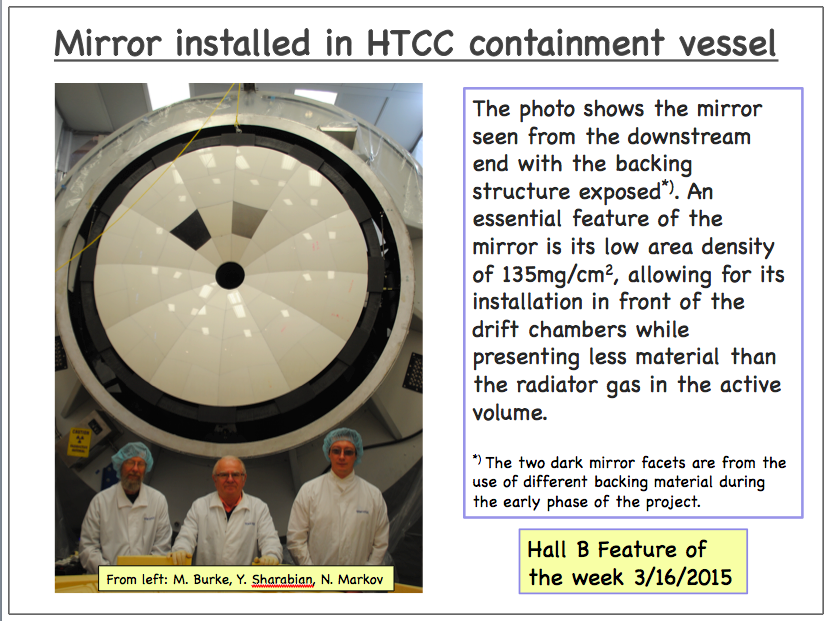 Mirror installed in HTCC containment vessel
The photo shows the mirror
seen from the downstream
end with the backing
structure exposed*). An
essential feature of the
mirror is its low area density
of 135mg/cm², allowing for its
installation in front of the
drift chambers while
presenting less material than
the radiator gas in the active
volume.
*) The two dark mirror facets are from the
use of different backing material during
the early phase of the project.
CAUTION
From left: M. Burke, Y. Sharabian, N. Markov
Hall B Feature of
the week 3/16/2015